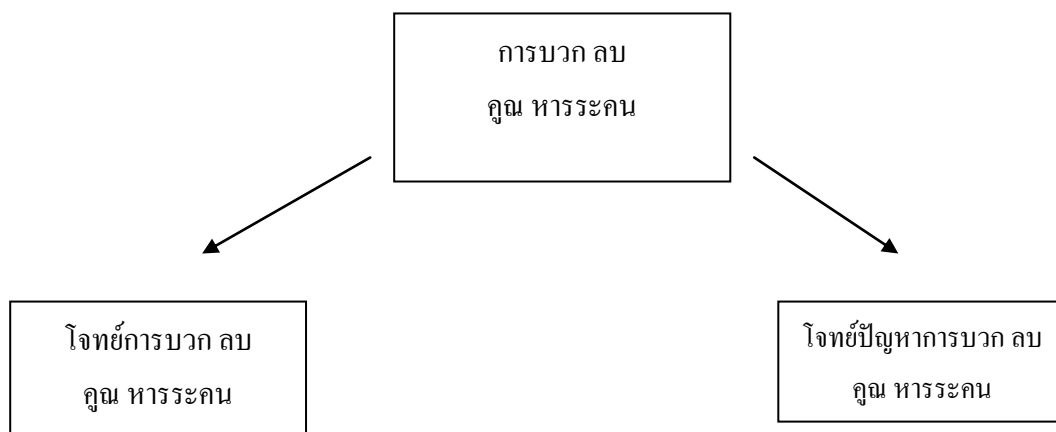 การบวก ลบ
คูณ หารระคน
โจทย์การบวก ลบ
คูณ หารระคน
โจทย์ปัญหาการบวก ลบ
คูณ หารระคน